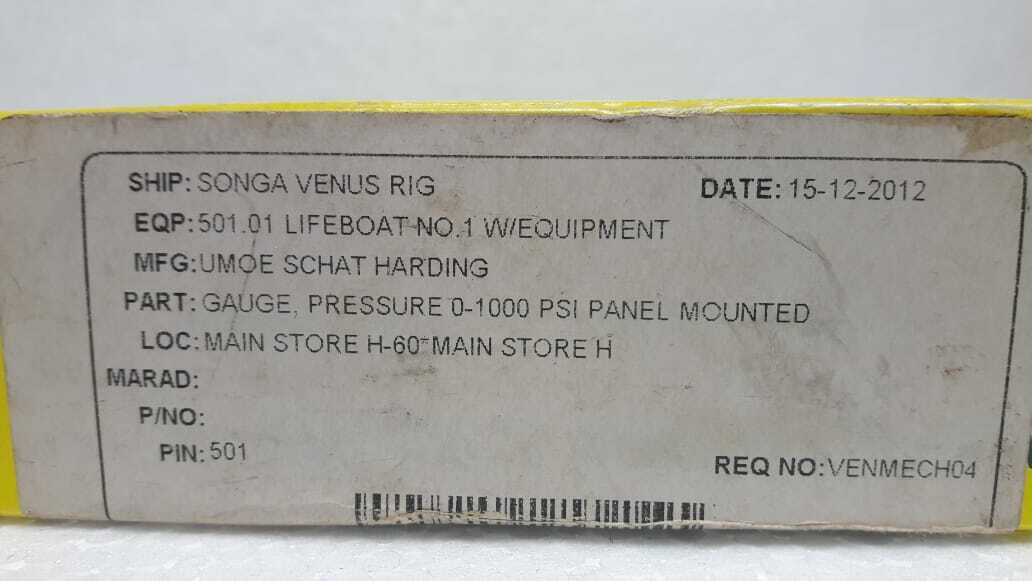 SHIP: SONGA VENUS RIG DATE: 15-12-2012
EQP: 501.01 LIFEBOAT NO.1 W/EQUIPMENT
MFG: UMOE SCHAT HARDING
PART: GAUGE, PRESSURE 0-1000 PSI PANEL MOUNTED
LOC: MAIN STORE H-60-MAIN STORE H
MARAD:
P/NO:
PIN: 501
REQ NO: VENMECH04